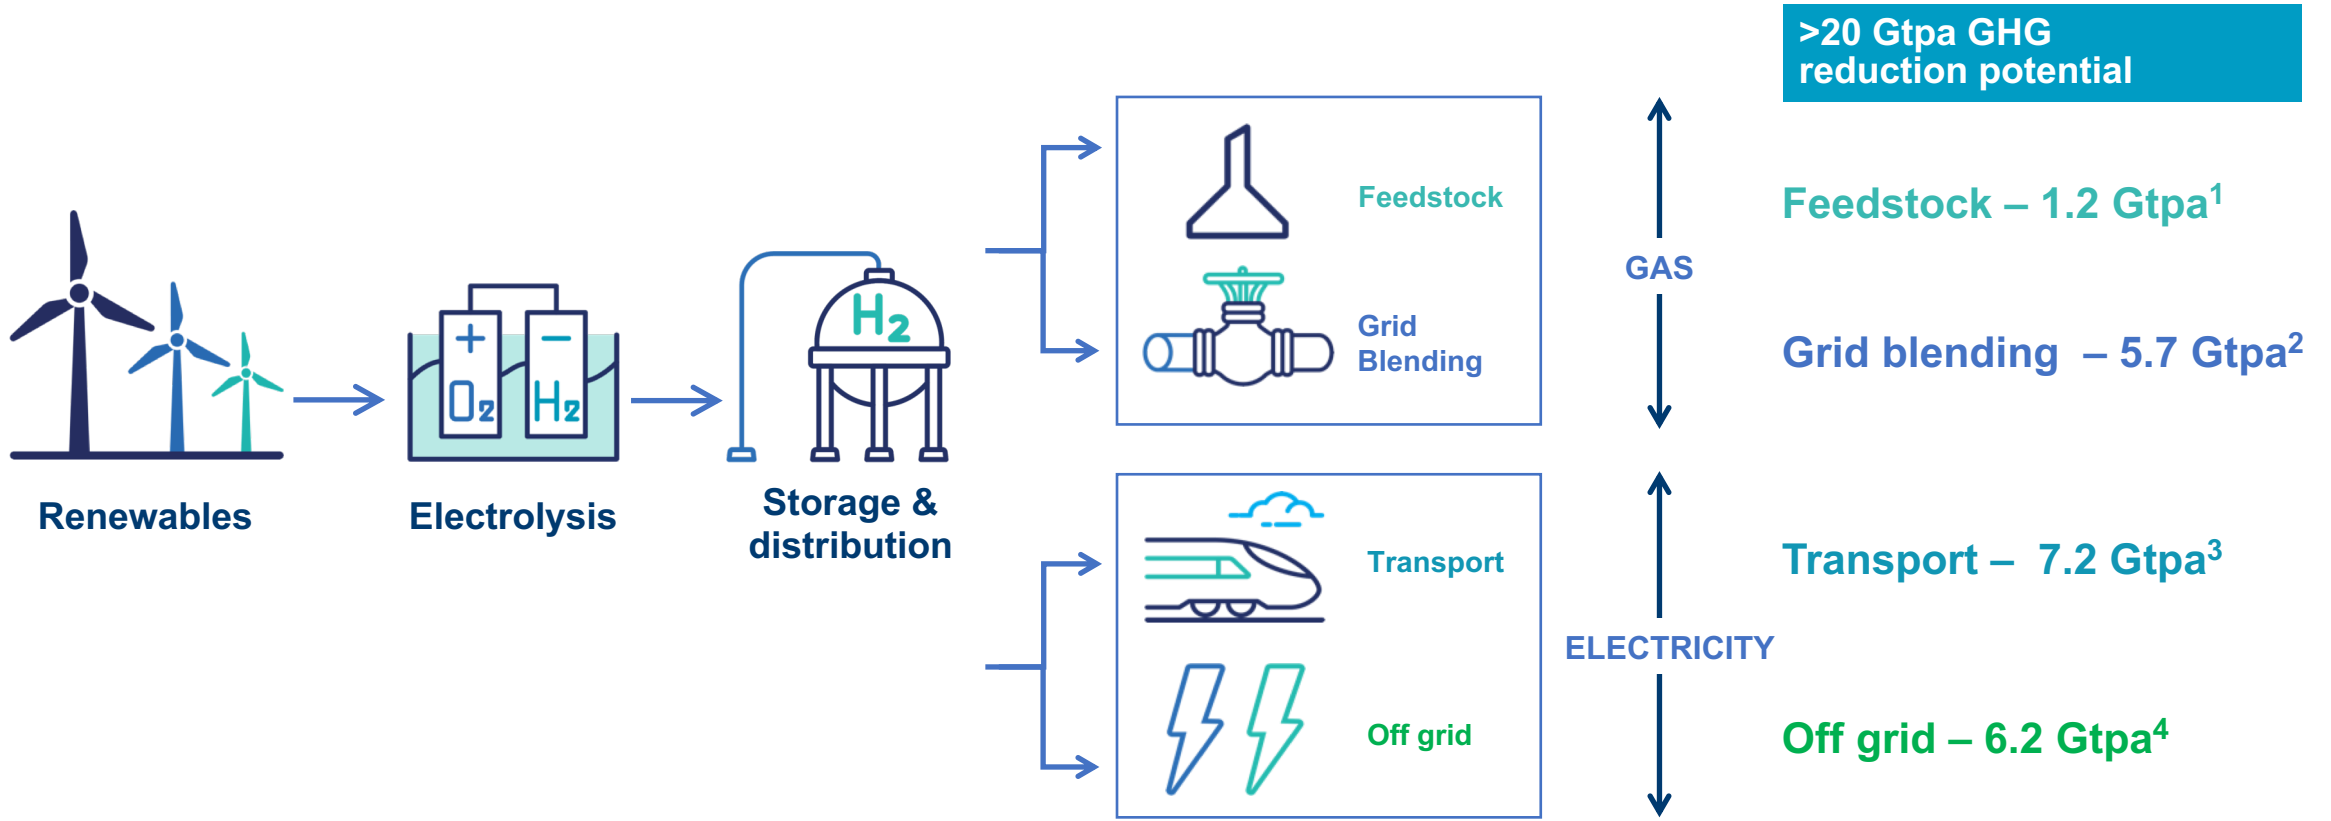 >20 Gtpa GHG
reduction potential
Feedstock
Grid
Blending
GAS
Feedstock – 1.2 Gtpa¹
Grid blending – 5.7 Gtpa²
+
−
O₂
H₂
H₂
Renewables
Electrolysis
Storage &
distribution
Transport
Off grid
ELECTRICITY
Transport – 7.2 Gtpa³
Off grid – 6.2 Gtpa⁴